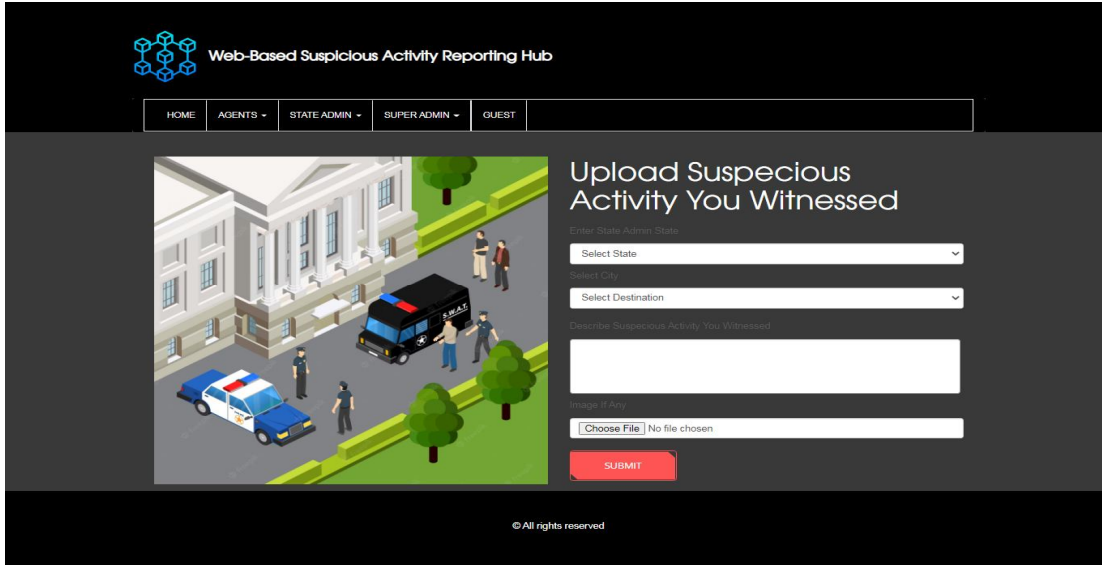 Web-Based Suspicious Activity Reporting Hub
HOME AGENTS STATE ADMIN SUPER ADMIN GUEST
S.W.A.T.
Upload Suspecious
Activity You Witnessed
Enter State Admin State
Select State
Select City
Select Destination
Describe Suspecious Activity You Witnessed
Image If Any
Choose File No file chosen
SUBMIT
© All rights reserved